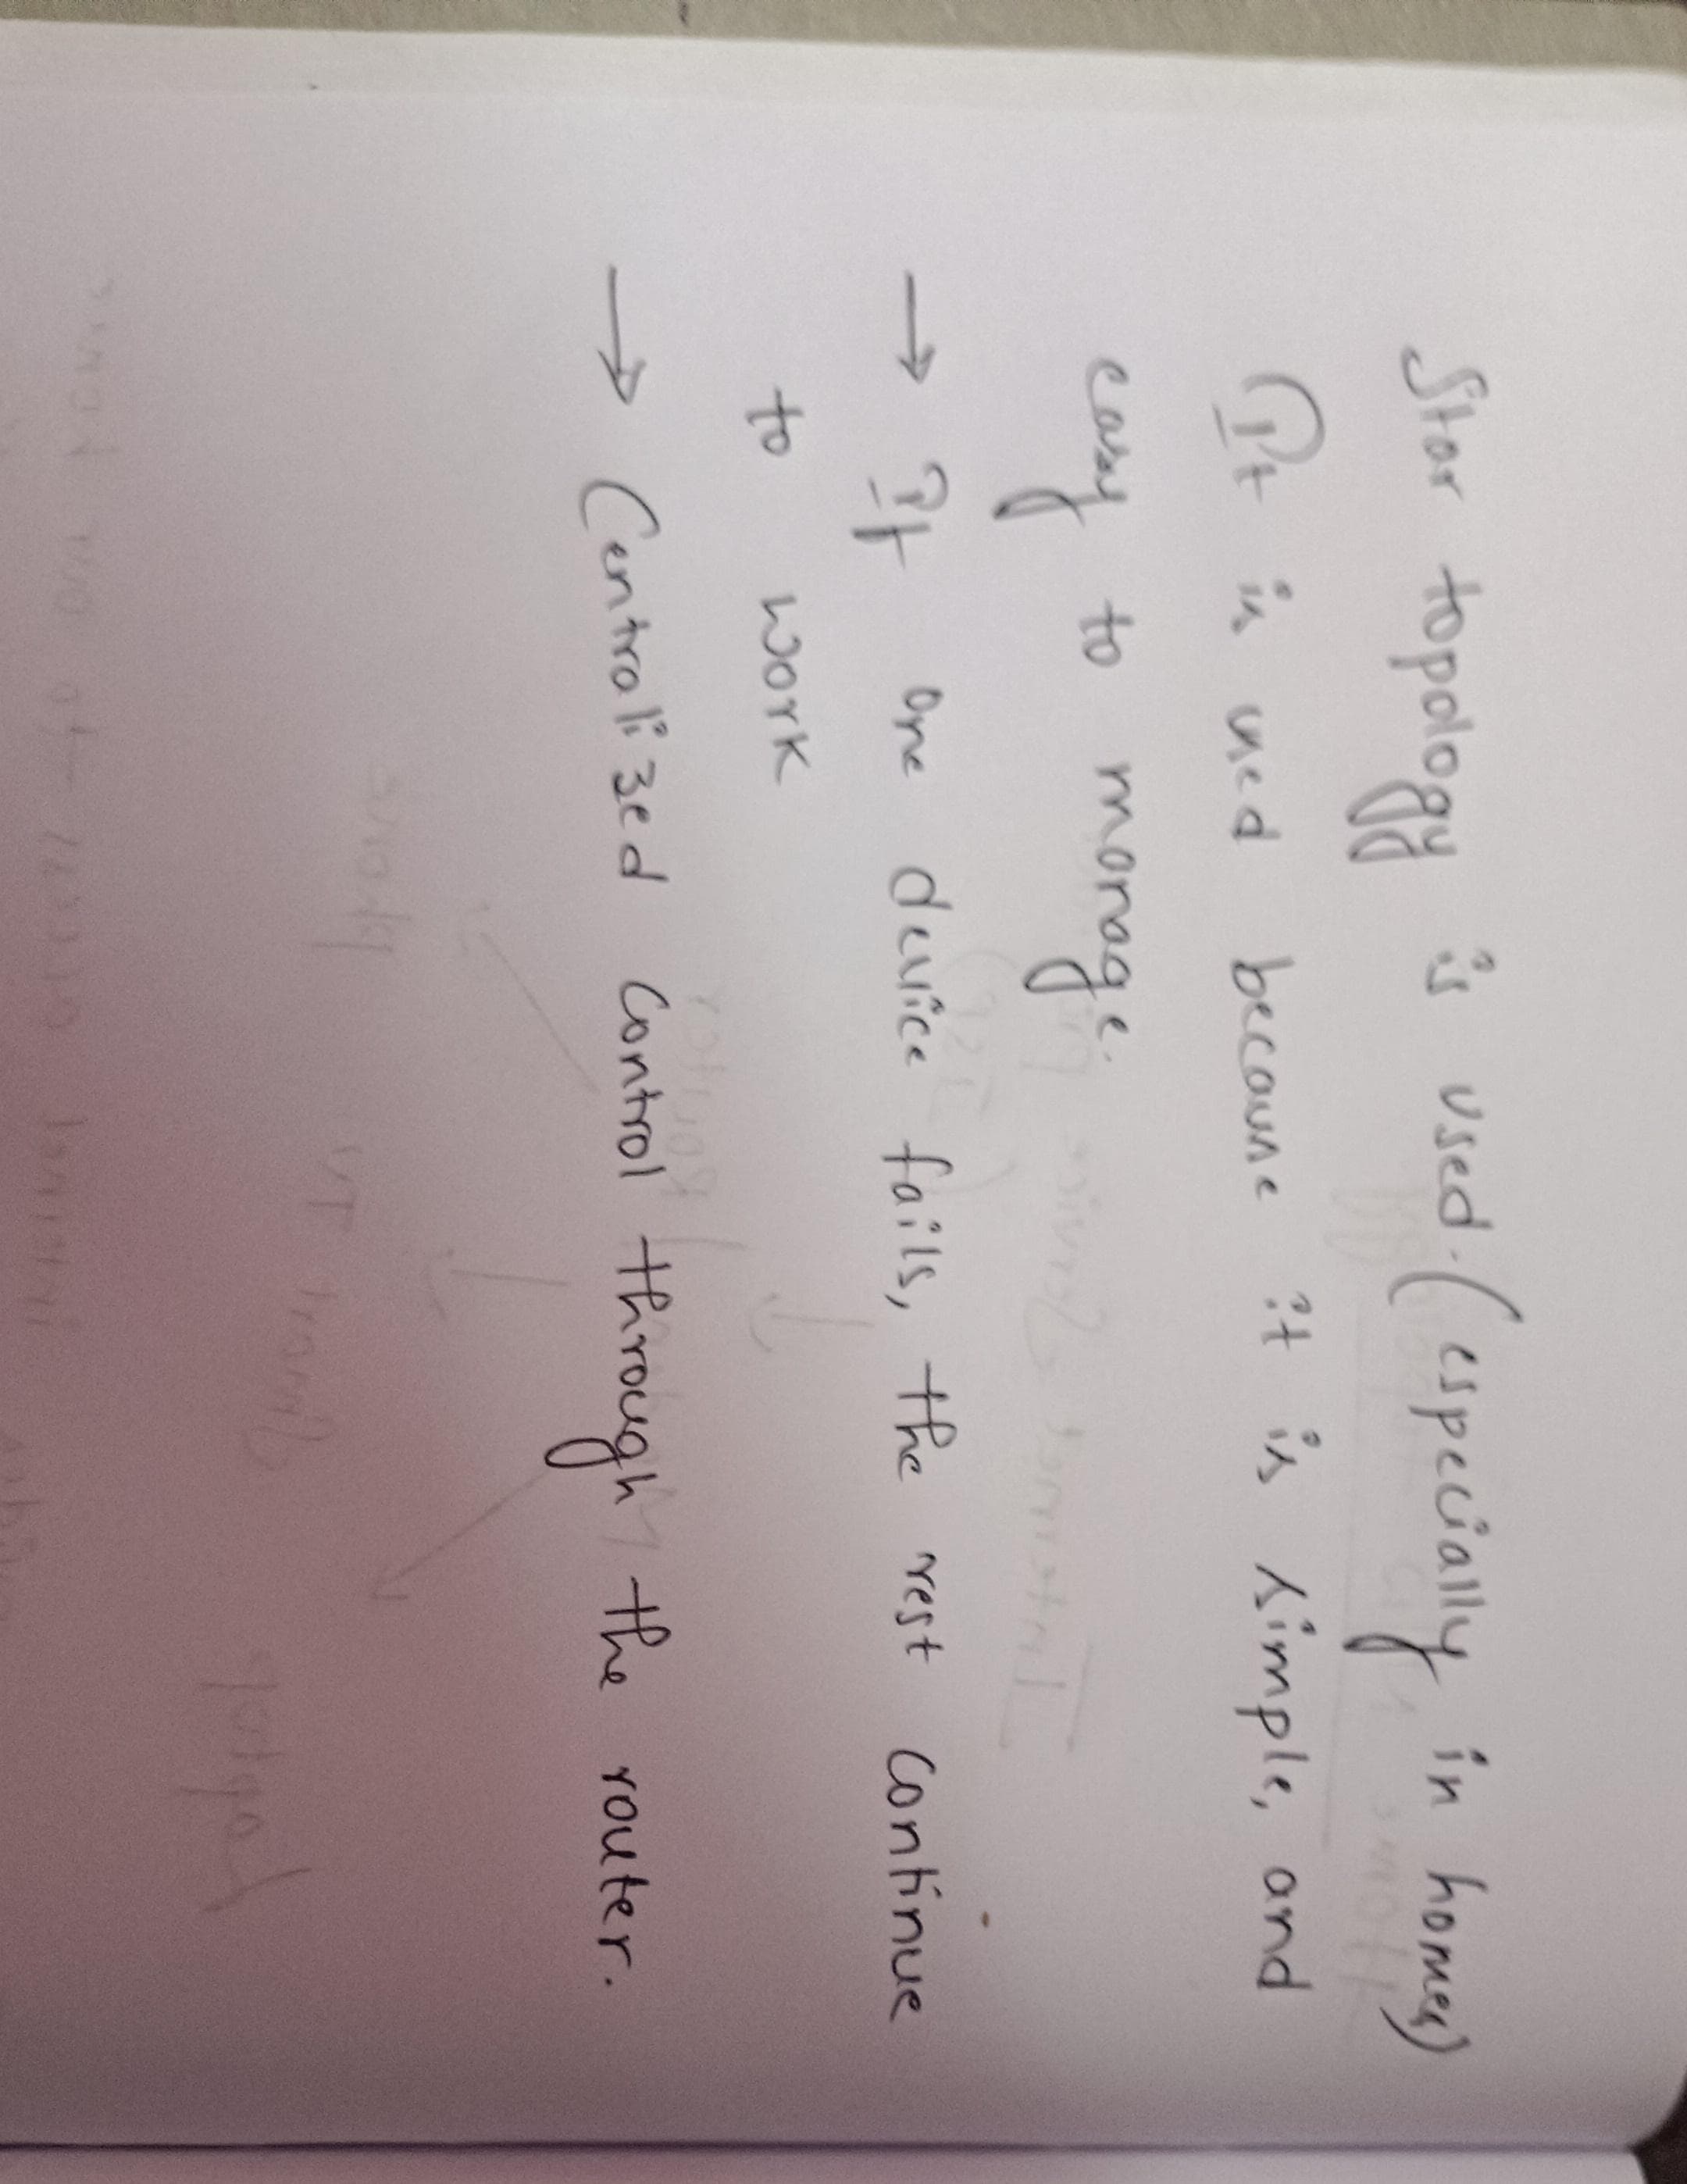 Star topology is used. (especially in homes)
It is used because it is simple, and
easy to manage.
→ If one device fails, the rest continue
to work
→ Centralized control through the router.